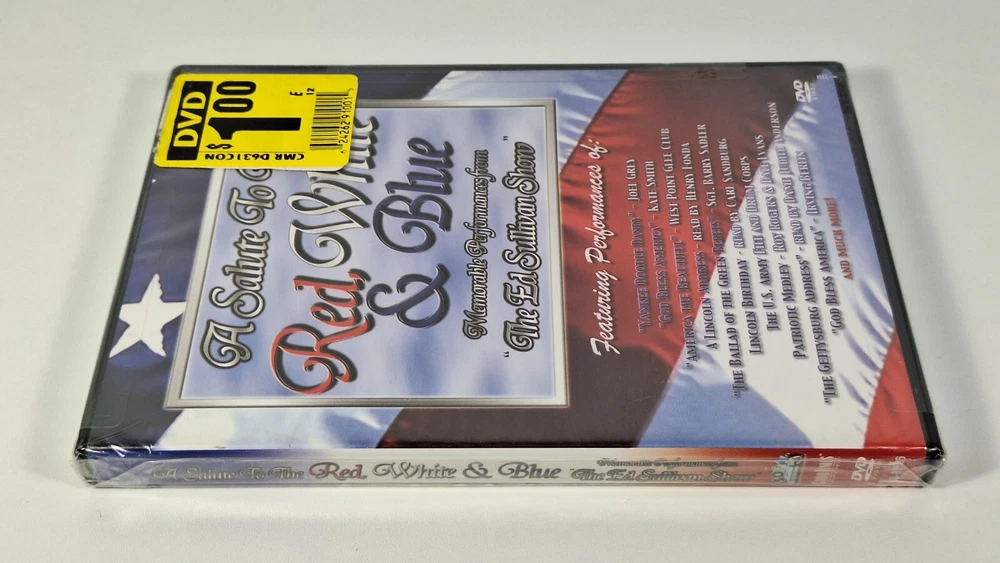 DVD
$1.00
E
12
CMR D631CON
24262 91001
A Salute To
Red, White
& Blue
Memorable Performances from
"The Ed Sullivan Show"
Featuring Performances of:
"Yankee Doodle Dandy" - Joel Grey
"God Bless America" - Kate Smith
"America the Beautiful" - West Point Glee Club
A Lincoln Address - Read by Henry Fonda
"The Ballad of the Green Berets" - Sgt. Barry Sadler
Lincoln Birthday - Read by Carl Sandburg
The U.S. Army Fife and Drum Corps
Patriotic Medley - Roy Rogers & Dale Evans
"The Gettysburg Address" - Read by Dame Judith Anderson
"God Bless America" - Irving Berlin
and much more!
DVD
A Salute To The Red, White & Blue
"The Ed Sullivan Show"
DVD